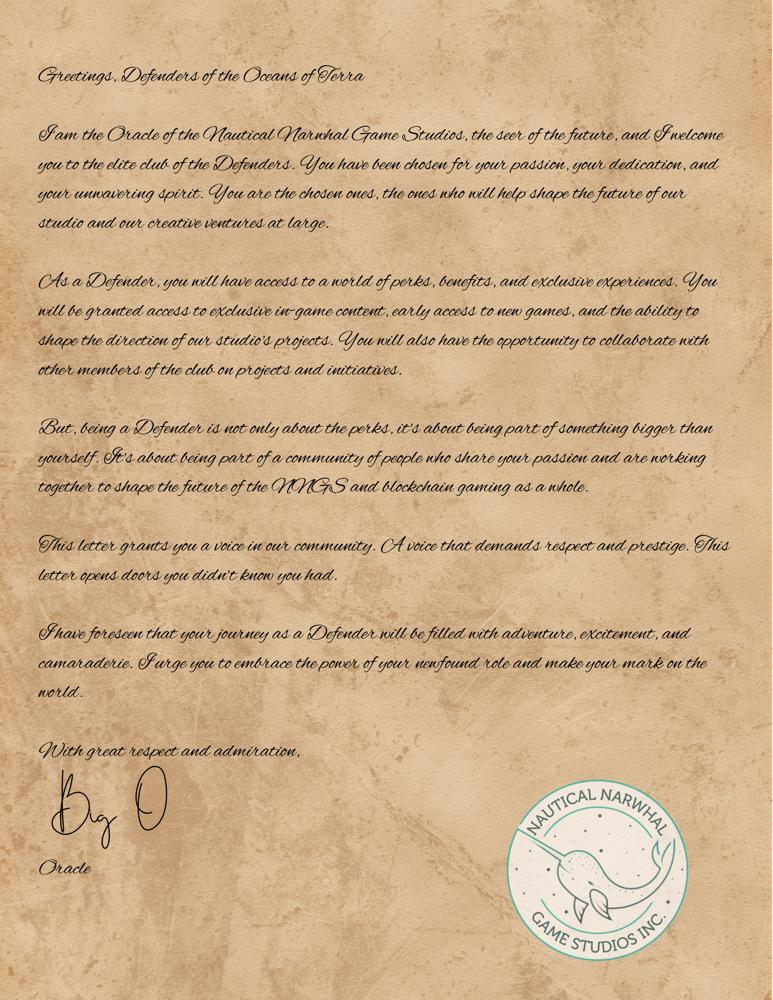 Greetings, Defenders of the Oceans of Terra
I am the Oracle of the Nautical Narwhal Game Studios, the seer of the future, and I welcome
you to the elite club of the Defenders. You have been chosen for your passion, your dedication, and
your unwavering spirit. You are the chosen ones, the ones who will help shape the future of our
studio and our creative ventures at large.
As a Defender, you will have access to a world of perks, benefits, and exclusive experiences. You
will be granted access to exclusive in-game content, early access to new games, and the ability to
shape the direction of our studio's projects. You will also have the opportunity to collaborate with
other members of the club on projects and initiatives.
But, being a Defender is not only about the perks, it's about being part of something bigger than
yourself. It's about being part of a community of people who share your passion and are working
together to shape the future of the NNGS and blockchain gaming as a whole.
This letter grants you a voice in our community. A voice that demands respect and prestige. This
letter opens doors you didn't know you had.
I have foreseen that your journey as a Defender will be filled with adventure, excitement, and
camaraderie. I urge you to embrace the power of your newfound role and make your mark on the
world.
With great respect and admiration,
Big O
Oracle
NAUTICAL NARWHAL
GAME STUDIOS INC.